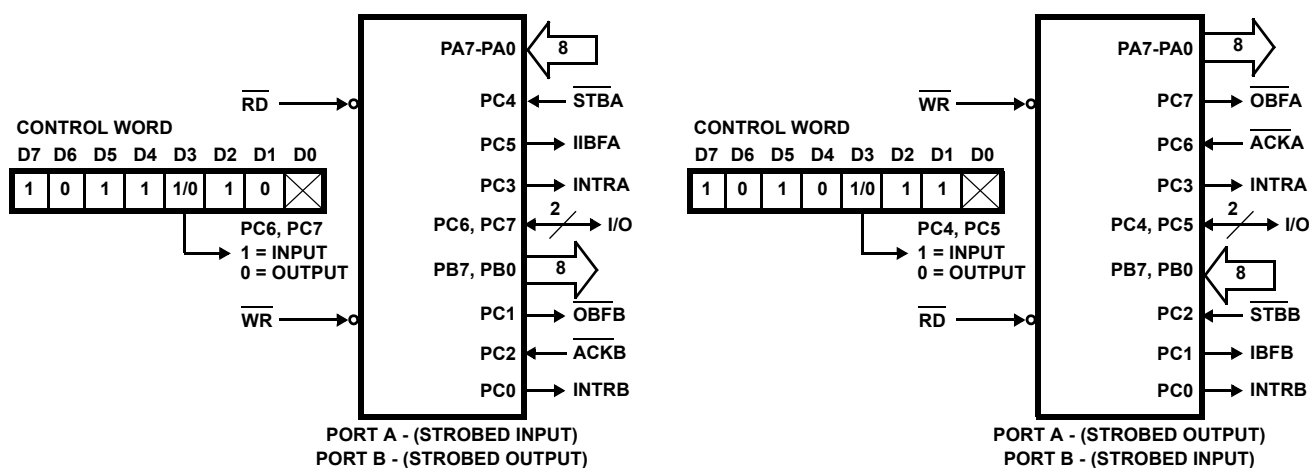 PA7-PA0
8
RD
PC4
STBA
CONTROL WORD
D7 D6 D5 D4 D3 D2 D1 D0
1 0 1 1 1/0 1 0
PC5
IIBFA
PC3
INTRA
PC6, PC7
1 = INPUT
0 = OUTPUT
PC6, PC7
2
I/O
PB7, PB0
8
WR
PC1
OBFB
PC2
ACKB
PC0
INTRB
PORT A - (STROBED INPUT)
PORT B - (STROBED OUTPUT)
PA7-PA0
8
WR
PC7
OBFA
CONTROL WORD
D7 D6 D5 D4 D3 D2 D1 D0
1 0 1 0 1/0 1 1
PC6
ACKA
PC3
INTRA
PC4, PC5
1 = INPUT
0 = OUTPUT
PC4, PC5
2
I/O
PB7, PB0
8
RD
PC2
STBB
PC1
IBFB
PC0
INTRB
PORT A - (STROBED OUTPUT)
PORT B - (STROBED INPUT)